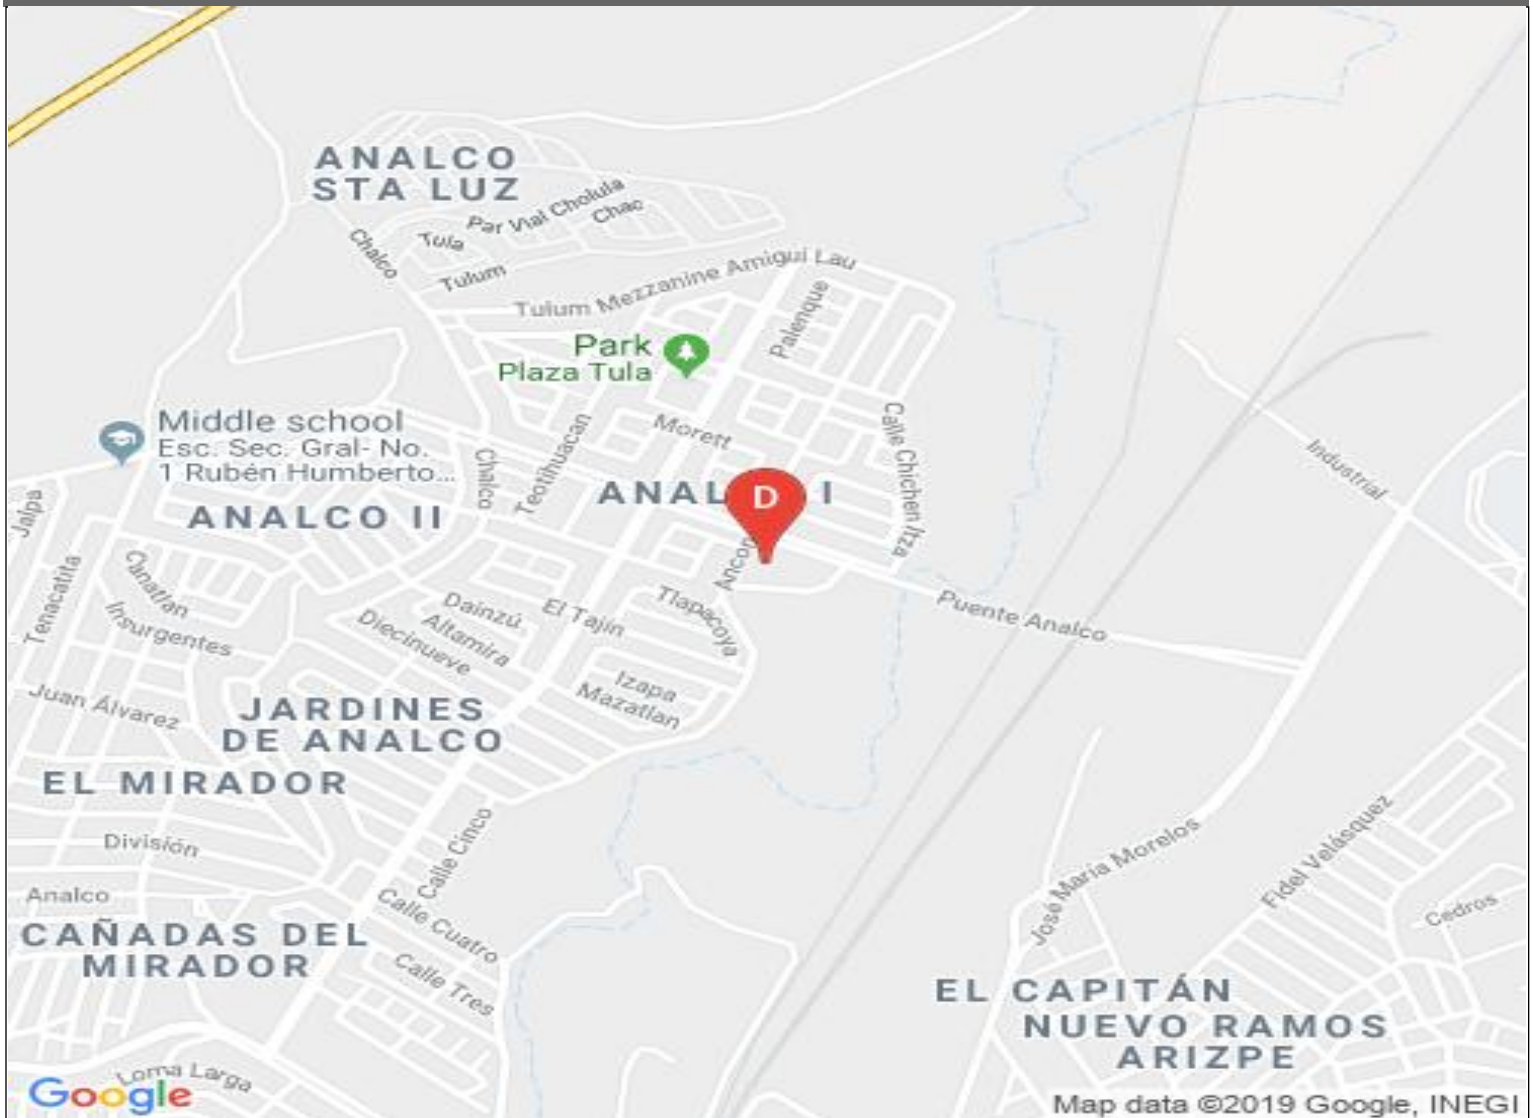 ANALCO
STA LUZ
Par Vial Cholula
Chac
Tula
Chalco
Tulum
Tulum Mezzanine Amigui Lau
Palenque
Park
Plaza Tula
Middle school
Esc. Sec. Gral- No.
1 Rubén Humberto...
Morett
Calle Chichen Itza
Teotihuacan
Chalco
Industrial
ANAL
D
I
ANALCO II
Jalpa
Tenacatita
Canatlan
Insurgentes
Ancon
Dainzú
Altamira
Diecinueve
El Tajin
Tlapacoya
Puente Analco
Izapa
Mazatlan
Juan Álvarez
JARDINES
DE ANALCO
EL MIRADOR
División
Calle Cinco
José María Morelos
Fidel Velásquez
Analco
Calle Cuatro
Cedros
CAÑADAS DEL
MIRADOR
Calle Tres
EL CAPITÁN
NUEVO RAMOS
ARIZPE
Loma Larga
Google
Map data ©2019 Google, INEGI